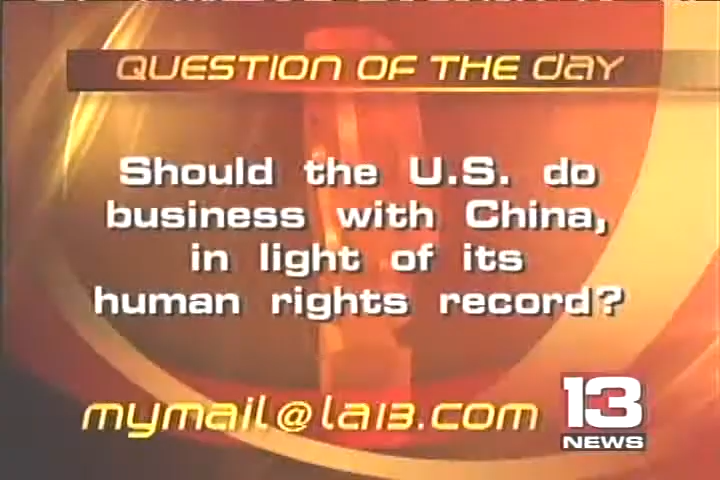 QUESTION OF THE DAY
Should the U.S. do
business with China,
in light of its
human rights record?
mymail@la13.com
13
NEWS